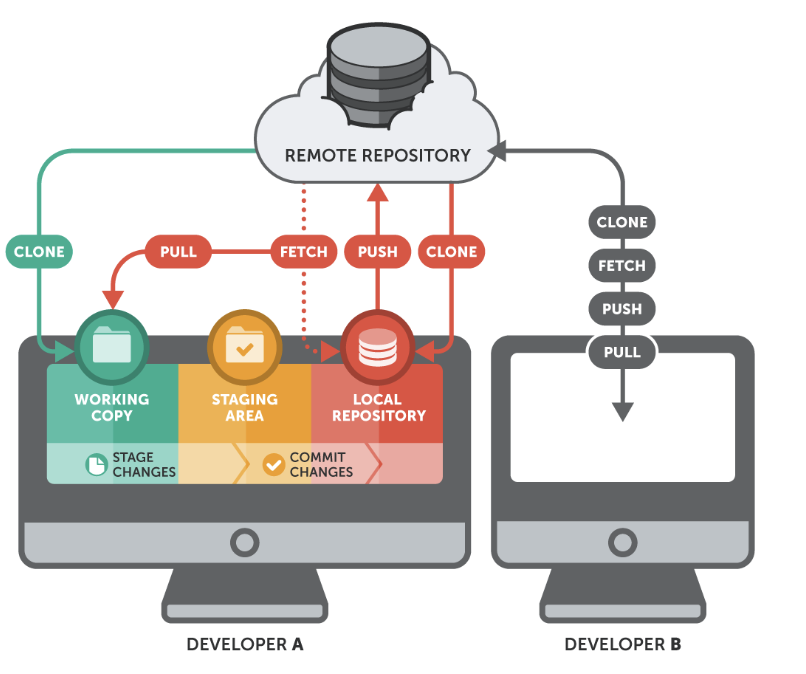 REMOTE REPOSITORY
CLONE
PULL
FETCH
PUSH
CLONE
CLONE
FETCH
PUSH
PULL
WORKING
COPY
STAGING
AREA
LOCAL
REPOSITORY
STAGE
CHANGES
COMMIT
CHANGES
DEVELOPER A
DEVELOPER B